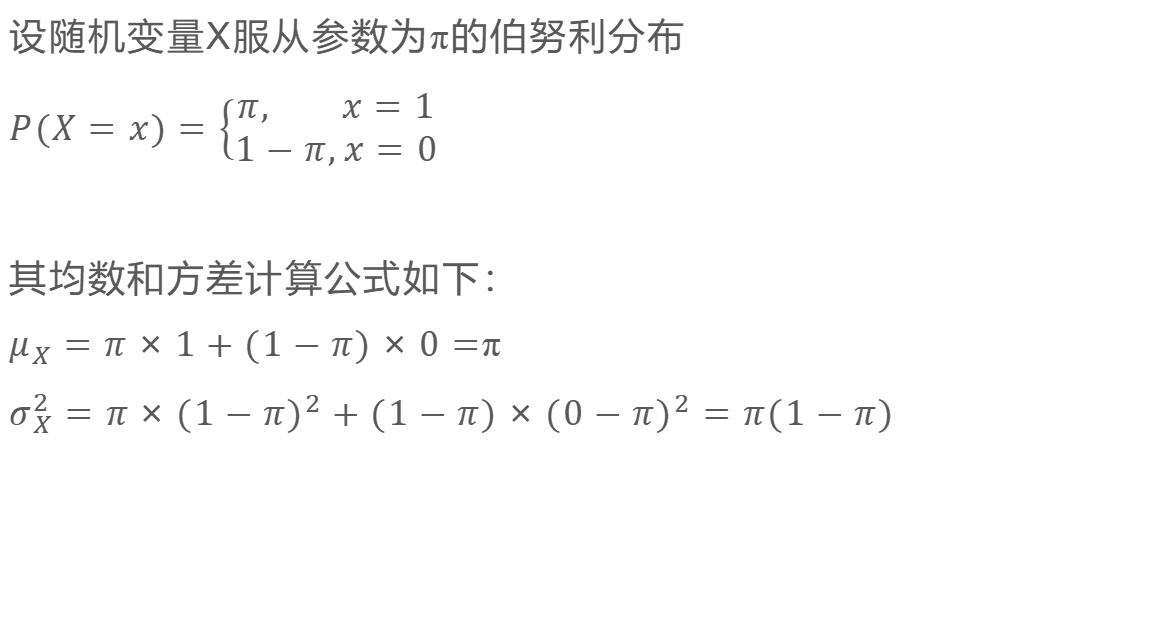 设随机变量X服从参数为π的伯努利分布
P(X = x) = {π, x = 1
1 − π, x = 0
其均数和方差计算公式如下：
μ_X = π × 1 + (1 − π) × 0 =π
σ_X^2 = π × (1 − π)^2 + (1 − π) × (0 − π)^2 = π(1 − π)